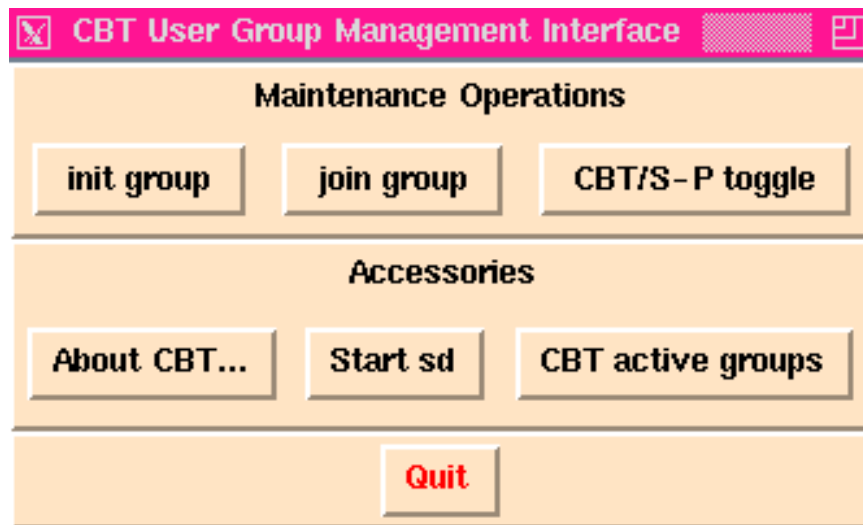 CBT User Group Management Interface
Maintenance Operations
init group join group CBT/S-P toggle
Accessories
About CBT... Start sd CBT active groups
Quit